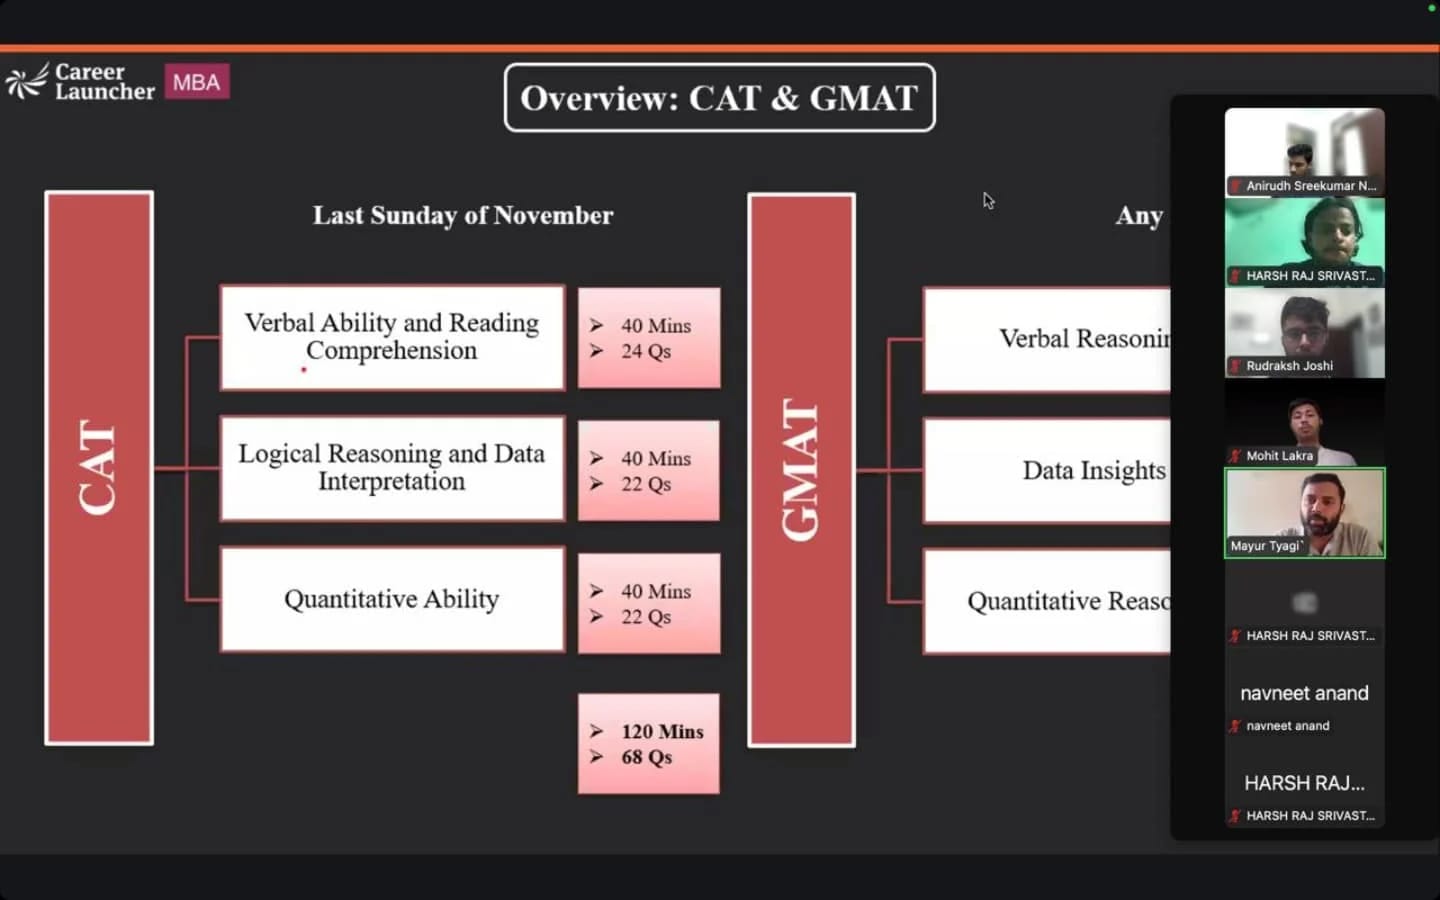 Career
Launcher
MBA
Overview: CAT & GMAT
CAT
Last Sunday of November
Verbal Ability and Reading
Comprehension
➢ 40 Mins
➢ 24 Qs
Logical Reasoning and Data
Interpretation
➢ 40 Mins
➢ 22 Qs
Quantitative Ability
➢ 40 Mins
➢ 22 Qs
➢ 120 Mins
➢ 68 Qs
GMAT
Any
Verbal Reasonin
Data Insights
Quantitative Reaso
Anirudh Sreekumar N...
HARSH RAJ SRIVAST...
Rudraksh Joshi
Mohit Lakra
Mayur Tyagi`
HARSH RAJ SRIVAST...
navneet anand
navneet anand
HARSH RAJ...
HARSH RAJ SRIVAST...